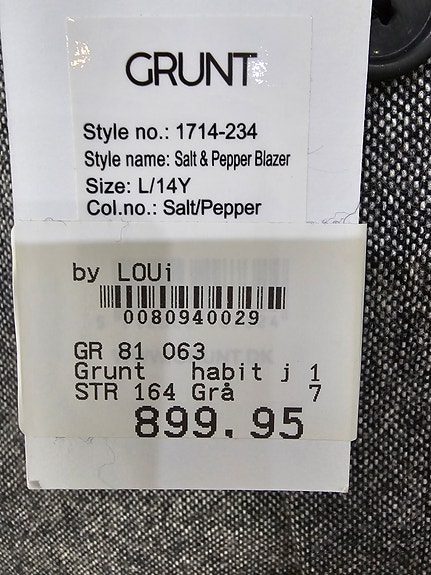 GRUNT
Style no.: 1714-234
Style name: Salt & Pepper Blazer
Size: L/14Y
Col.no.: Salt/Pepper
by LOUi
0080940029
GR 81 063
Grunt habit j 1
STR 164 Grå 7
899.95